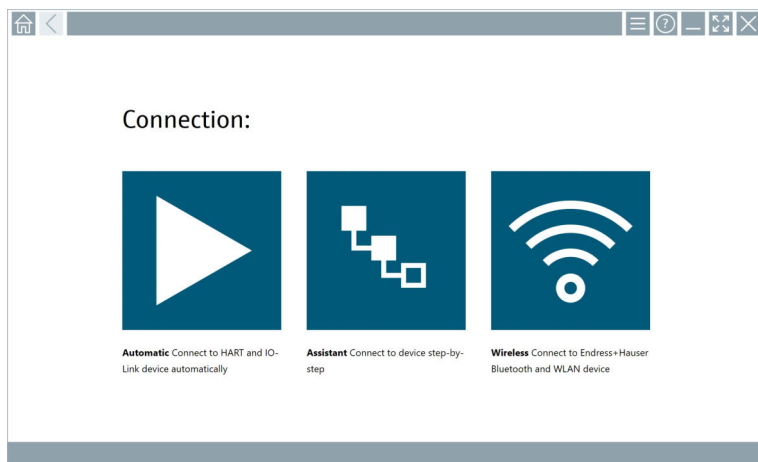 Connection:
Automatic Connect to HART and IO-
Link device automatically
Assistant Connect to device step-by-
step
Wireless Connect to Endress+Hauser
Bluetooth and WLAN device